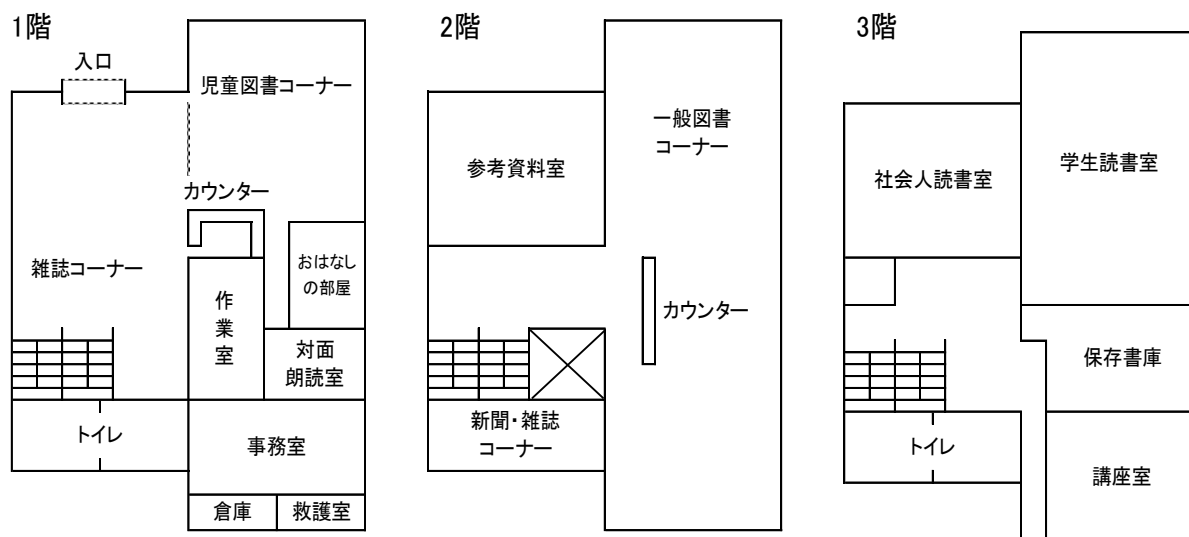 1階
入口
児童図書コーナー
カウンター
雑誌コーナー
おはなし
の部屋
作
業
室
対面
朗読室
トイレ
事務室
倉庫
救護室
2階
一般図書
コーナー
参考資料室
カウンター
新聞・雑誌
コーナー
3階
学生読書室
社会人読書室
保存書庫
トイレ
講座室